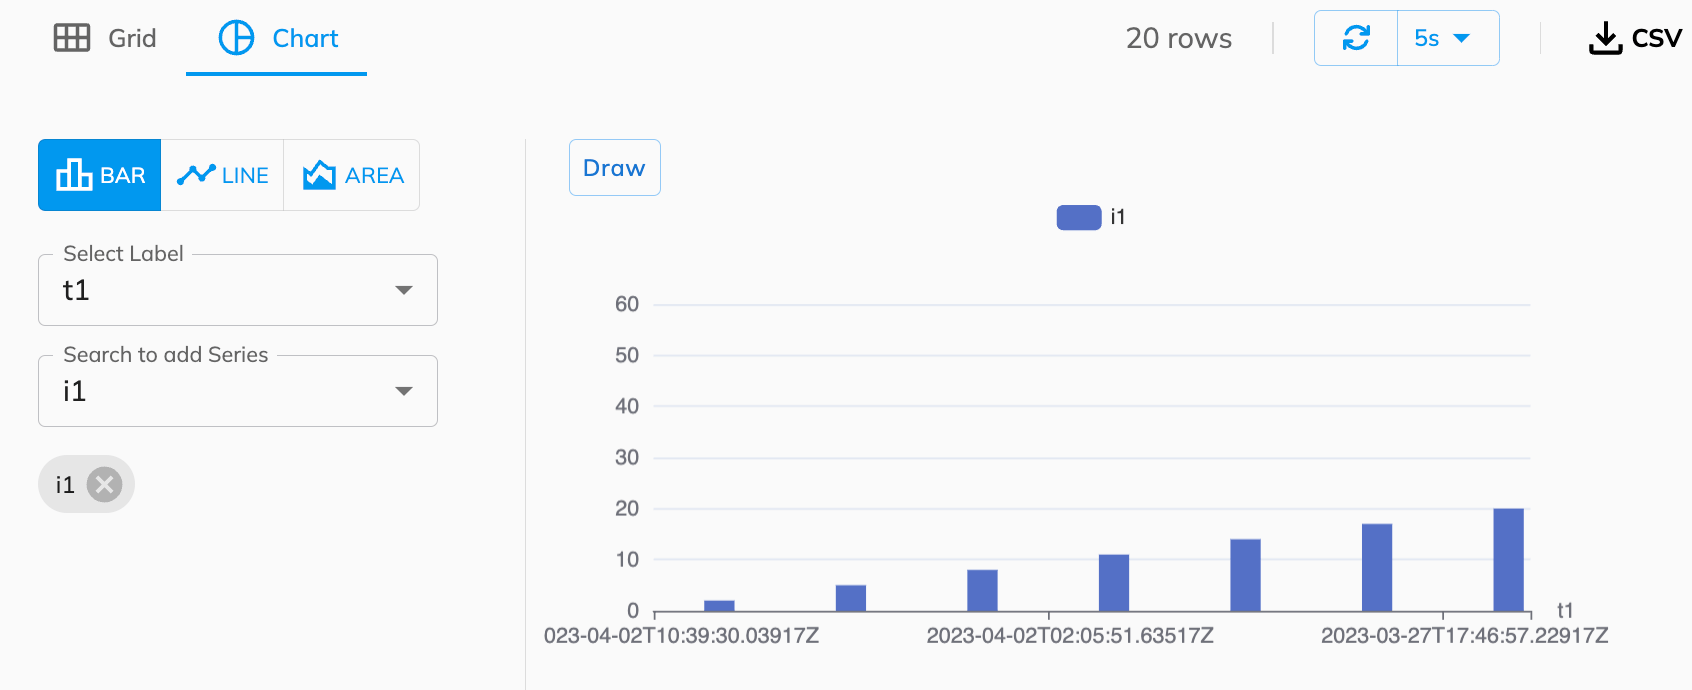 Grid Chart 20 rows 5s CSV
BAR LINE AREA
Draw
i1
Select Label
t1
Search to add Series
i1
i1
60
50
40
30
20
10
0
t1
023-04-02T10:39:30.03917Z 2023-04-02T02:05:51.63517Z 2023-03-27T17:46:57.22917Z